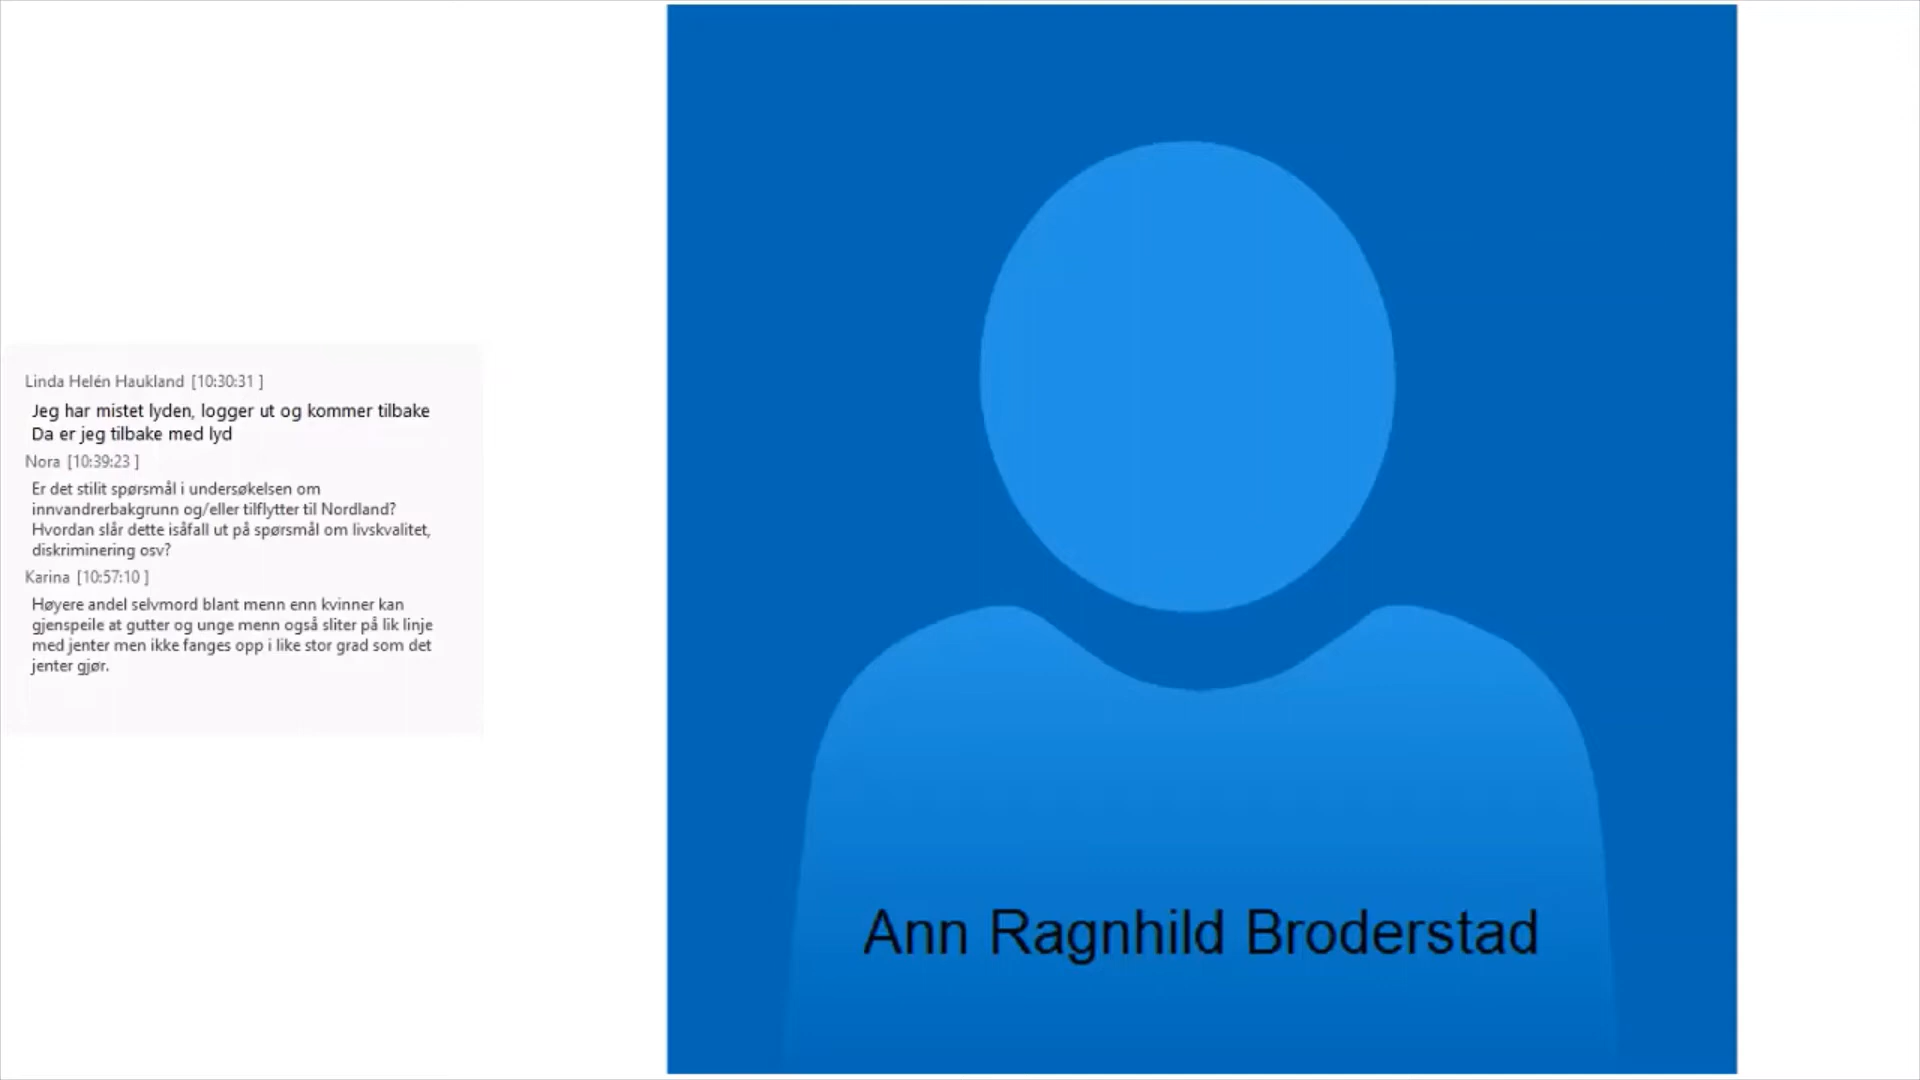 Linda Helén Haukland [10:30:31 ]
Jeg har mistet lyden, logger ut og kommer tilbake
Da er jeg tilbake med lyd
Nora [10:39:23 ]
Er det stilit spørsmål i undersøkelsen om
innvandrerbakgrunn og/eller tilflytter til Nordland?
Hvordan slår dette isåfall ut på spørsmål om livskvalitet,
diskriminering osv?
Karina [10:57:10 ]
Høyere andel selvmord blant menn enn kvinner kan
gjenspeile at gutter og unge menn også sliter på lik linje
med jenter men ikke fanges opp i like stor grad som det
jenter gjør.
Ann Ragnhild Broderstad